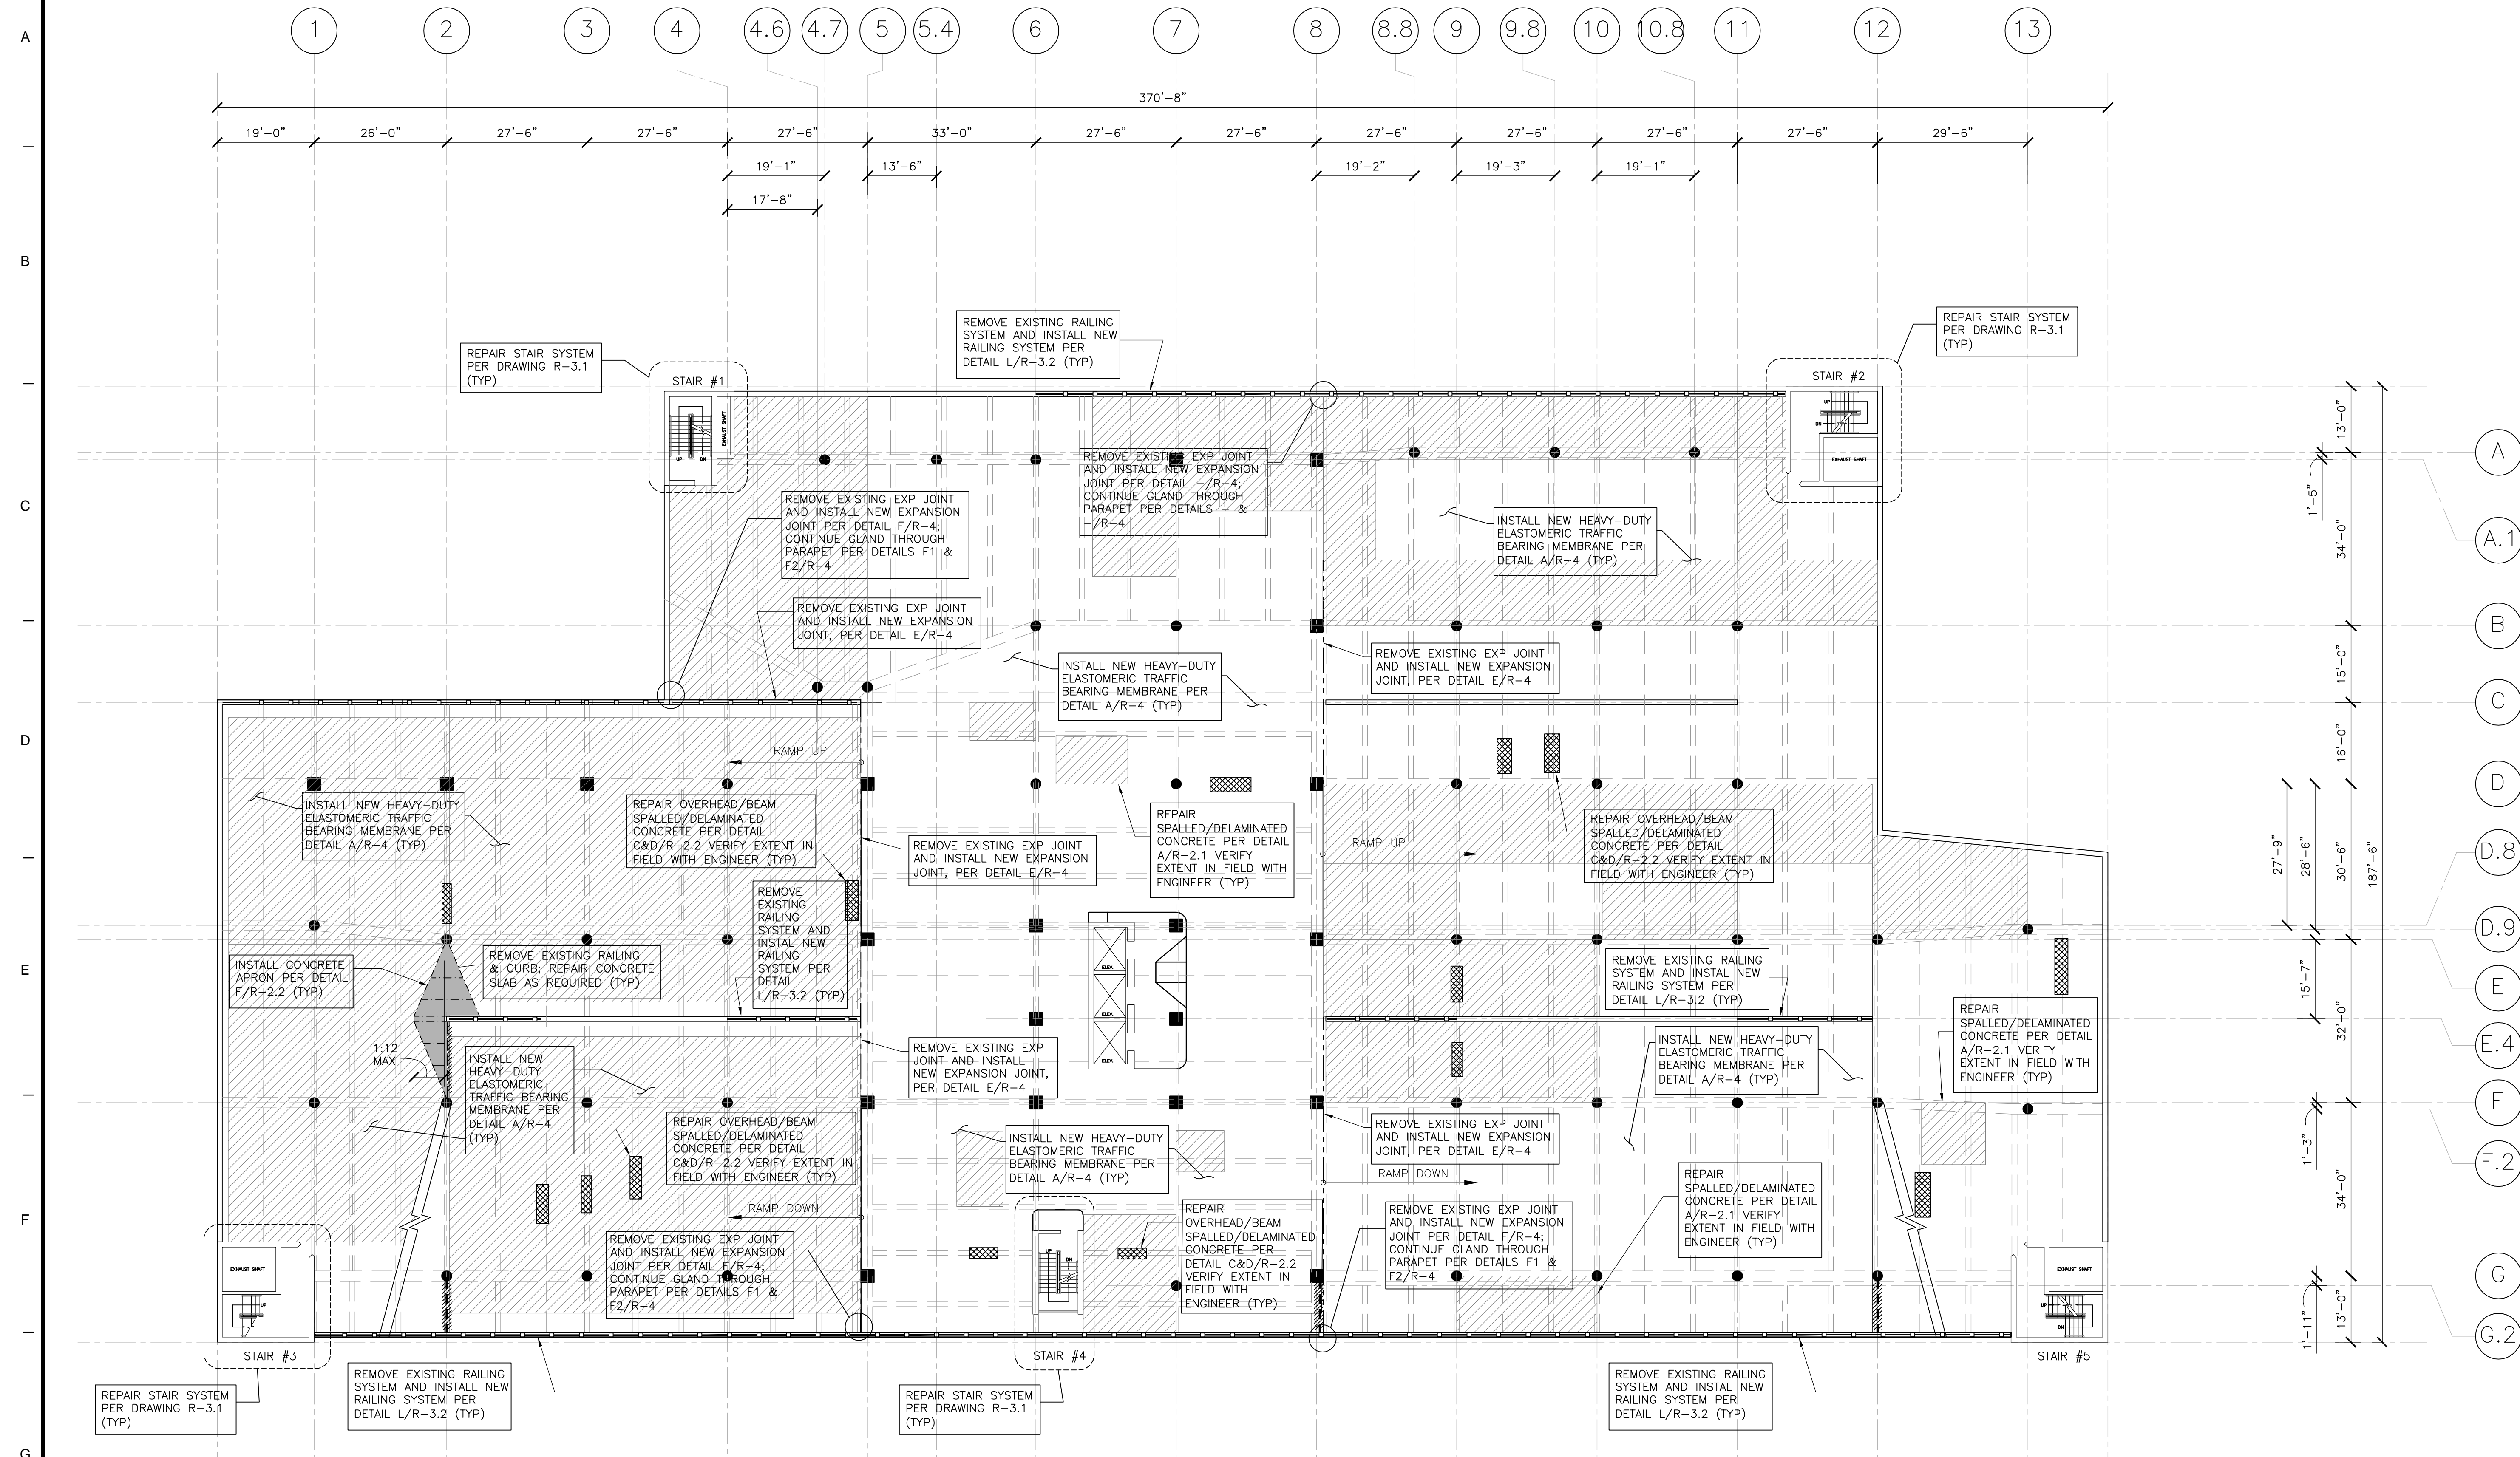 A
B
C
D
E
F
G
1
2
3
4
4.6
4.7
5
5.4
6
7
8
8.8
9
9.8
10
10.8
11
12
13
370'-8"
19'-0"
26'-0"
27'-6"
27'-6"
27'-6"
33'-0"
27'-6"
27'-6"
27'-6"
27'-6"
27'-6"
27'-6"
29'-6"
19'-1"
13'-6"
19'-2"
19'-3"
19'-1"
17'-8"
REPAIR STAIR SYSTEM
PER DRAWING R-3.1
(TYP)
STAIR #1
UP
DN
EXHAUST SHAFT
REMOVE EXISTING RAILING
SYSTEM AND INSTALL NEW
RAILING SYSTEM PER
DETAIL L/R-3.2 (TYP)
REPAIR STAIR SYSTEM
PER DRAWING R-3.1
(TYP)
STAIR #2
UP
DN
EXHAUST SHAFT
REMOVE EXISTING EXP JOINT
AND INSTALL NEW EXPANSION
JOINT PER DETAIL F/R-4;
CONTINUE GLAND THROUGH
PARAPET PER DETAILS F1 &
F2/R-4
REMOVE EXISTING EXP JOINT
AND INSTALL NEW EXPANSION
JOINT PER DETAIL -/R-4;
CONTINUE GLAND THROUGH
PARAPET PER DETAILS - &
-/R-4
INSTALL NEW HEAVY-DUTY
ELASTOMERIC TRAFFIC
BEARING MEMBRANE PER
DETAIL A/R-4 (TYP)
REMOVE EXISTING EXP JOINT
AND INSTALL NEW EXPANSION
JOINT, PER DETAIL E/R-4
INSTALL NEW HEAVY-DUTY
ELASTOMERIC TRAFFIC
BEARING MEMBRANE PER
DETAIL A/R-4 (TYP)
REMOVE EXISTING EXP JOINT
AND INSTALL NEW EXPANSION
JOINT, PER DETAIL E/R-4
RAMP UP
INSTALL NEW HEAVY-DUTY
ELASTOMERIC TRAFFIC
BEARING MEMBRANE PER
DETAIL A/R-4 (TYP)
REPAIR OVERHEAD/BEAM
SPALLED/DELAMINATED
CONCRETE PER DETAIL
C&D/R-2.2 VERIFY EXTENT IN
FIELD WITH ENGINEER (TYP)
REMOVE EXISTING EXP JOINT
AND INSTALL NEW EXPANSION
JOINT, PER DETAIL E/R-4
REPAIR
SPALLED/DELAMINATED
CONCRETE PER DETAIL
A/R-2.1 VERIFY
EXTENT IN FIELD WITH
ENGINEER (TYP)
RAMP UP
REPAIR OVERHEAD/BEAM
SPALLED/DELAMINATED
CONCRETE PER DETAIL
C&D/R-2.2 VERIFY EXTENT IN
FIELD WITH ENGINEER (TYP)
REMOVE
EXISTING
RAILING
SYSTEM AND
INSTAL NEW
RAILING
SYSTEM PER
DETAIL
L/R-3.2 (TYP)
INSTALL CONCRETE
APRON PER DETAIL
F/R-2.2 (TYP)
REMOVE EXISTING RAILING
& CURB; REPAIR CONCRETE
SLAB AS REQUIRED (TYP)
ELEV.
ELEV.
ELEV.
ELEV.
REMOVE EXISTING RAILING
SYSTEM AND INSTAL NEW
RAILING SYSTEM PER
DETAIL L/R-3.2 (TYP)
REPAIR
SPALLED/DELAMINATED
CONCRETE PER DETAIL
A/R-2.1 VERIFY
EXTENT IN FIELD WITH
ENGINEER (TYP)
1:12
MAX
INSTALL NEW
HEAVY-DUTY
ELASTOMERIC
TRAFFIC BEARING
MEMBRANE PER
DETAIL A/R-4
(TYP)
REMOVE EXISTING EXP
JOINT AND INSTALL
NEW EXPANSION JOINT,
PER DETAIL E/R-4
INSTALL NEW HEAVY-DUTY
ELASTOMERIC TRAFFIC
BEARING MEMBRANE PER
DETAIL A/R-4 (TYP)
REPAIR OVERHEAD/BEAM
SPALLED/DELAMINATED
CONCRETE PER DETAIL
C&D/R-2.2 VERIFY EXTENT IN
FIELD WITH ENGINEER (TYP)
INSTALL NEW HEAVY-DUTY
ELASTOMERIC TRAFFIC
BEARING MEMBRANE PER
DETAIL A/R-4 (TYP)
REMOVE EXISTING EXP JOINT
AND INSTALL NEW EXPANSION
JOINT, PER DETAIL E/R-4
RAMP DOWN
REPAIR
SPALLED/DELAMINATED
CONCRETE PER DETAIL
A/R-2.1 VERIFY
EXTENT IN FIELD WITH
ENGINEER (TYP)
RAMP DOWN
REMOVE EXISTING EXP JOINT
AND INSTALL NEW EXPANSION
JOINT PER DETAIL F/R-4;
CONTINUE GLAND THROUGH
PARAPET PER DETAILS F1 &
F2/R-4
REPAIR
OVERHEAD/BEAM
SPALLED/DELAMINATED
CONCRETE PER
DETAIL C&D/R-2.2
VERIFY EXTENT IN
FIELD WITH
ENGINEER (TYP)
REMOVE EXISTING EXP JOINT
AND INSTALL NEW EXPANSION
JOINT PER DETAIL F/R-4;
CONTINUE GLAND THROUGH
PARAPET PER DETAILS F1 &
F2/R-4
EXHAUST SHAFT
UP
DN
STAIR #3
UP
DN
STAIR #4
EXHAUST SHAFT
UP
DN
STAIR #5
REPAIR STAIR SYSTEM
PER DRAWING R-3.1
(TYP)
REMOVE EXISTING RAILING
SYSTEM AND INSTALL NEW
RAILING SYSTEM PER
DETAIL L/R-3.2 (TYP)
REPAIR STAIR SYSTEM
PER DRAWING R-3.1
(TYP)
REMOVE EXISTING RAILING
SYSTEM AND INSTAL NEW
RAILING SYSTEM PER
DETAIL L/R-3.2 (TYP)
13'-0"
1'-5"
34'-0"
15'-0"
16'-0"
27'-9"
28'-6"
30'-6"
187'-6"
15'-7"
32'-0"
1'-3"
34'-0"
1'-11"
13'-0"
A
A.1
B
C
D
D.8
D.9
E
E.4
F
F.2
G
G.2